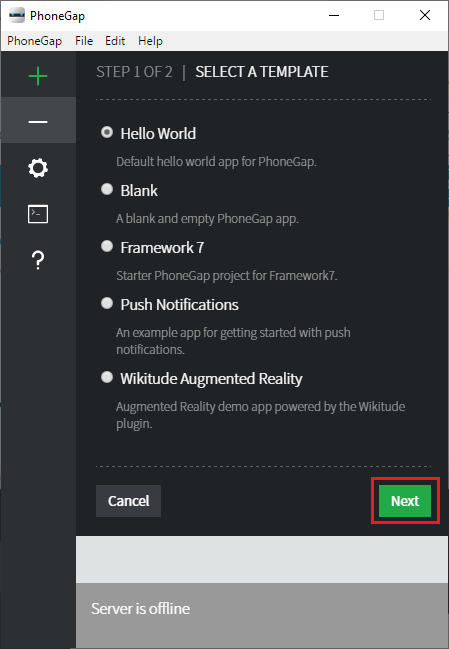 PhoneGap
PhoneGap File Edit Help
STEP 1 OF 2 | SELECT A TEMPLATE
Hello World
Default hello world app for PhoneGap.
Blank
A blank and empty PhoneGap app.
Framework 7
Starter PhoneGap project for Framework7.
Push Notifications
An example app for getting started with push
notifications.
Wikitude Augmented Reality
Augmented Reality demo app powered by the Wikitude
plugin.
Cancel Next
Server is offline